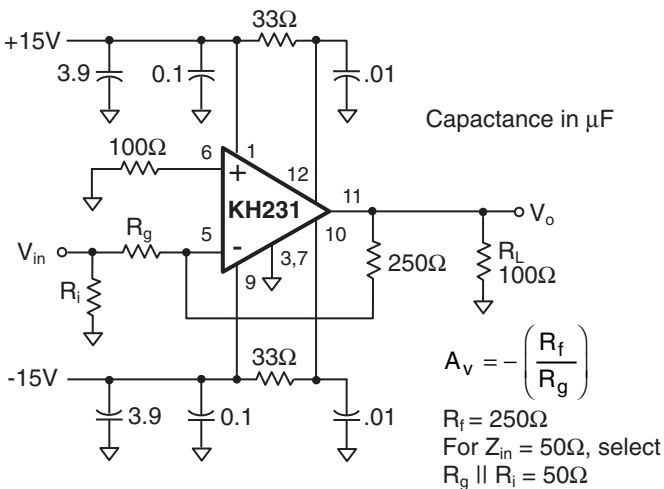 33Ω
+15V
3.9
0.1
.01
Capactance in μF
100Ω
6
1
12
+
KH231
11
Vo
Rg
5
-
10
Vin
3,7
9
250Ω
RL
100Ω
Ri
33Ω
-15V
3.9
0.1
.01
Av = - (Rf / Rg)
Rf = 250Ω
For Zin = 50Ω, select
Rg || Ri = 50Ω